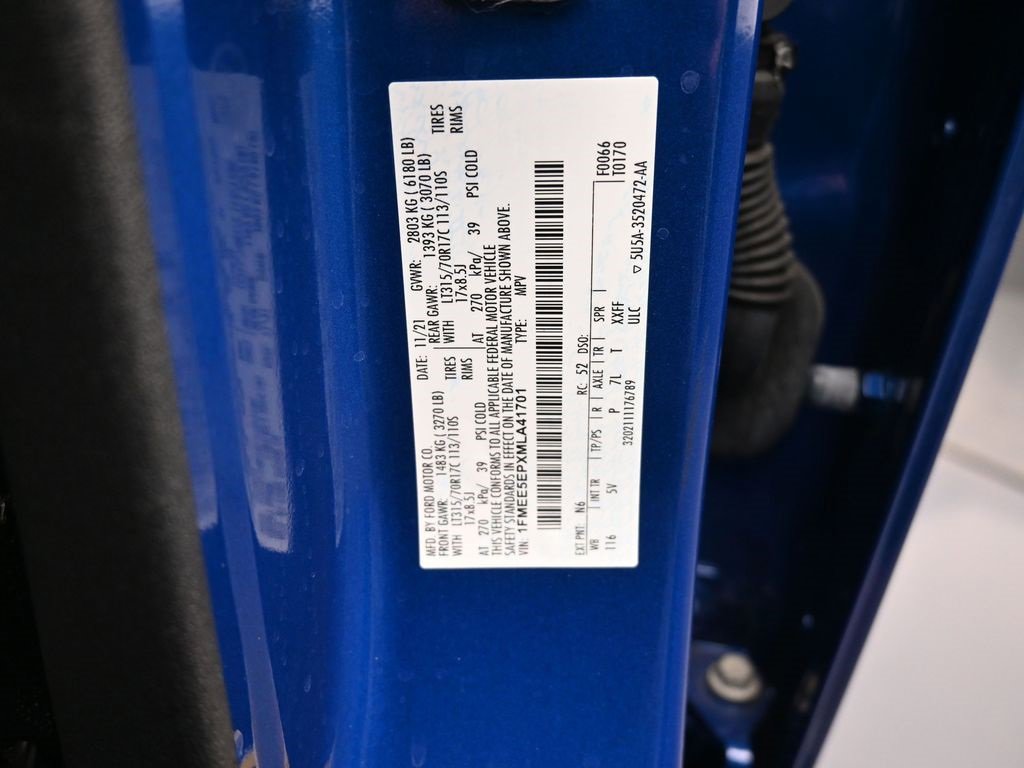 MFD. BY FORD MOTOR CO.
DATE: 11/21 GVWR: 2803 KG ( 6180 LB)
FRONT GAWR: 1483 KG ( 3270 LB) REAR GAWR: 1393 KG ( 3070 LB)
WITH LT315/70R17C 113/110S TIRES WITH LT315/70R17C 113/110S TIRES
17x8.5J RIMS 17x8.5J RIMS
AT 270 kPa/ 39 PSI COLD AT 270 kPa/ 39 PSI COLD
THIS VEHICLE CONFORMS TO ALL APPLICABLE FEDERAL MOTOR VEHICLE
SAFETY STANDARDS IN EFFECT ON THE DATE OF MANUFACTURE SHOWN ABOVE.
VIN: 1FMEE5EPXMLA41701 TYPE: MPV
EXT PNT: N6 RC: 52 DSO: F0066
WB INT TR TP/PS R AXLE TR SPR T0170
116 5V P 7L T XXFF
3202111176789 ULC
▽ 5U5A-3520472-AA